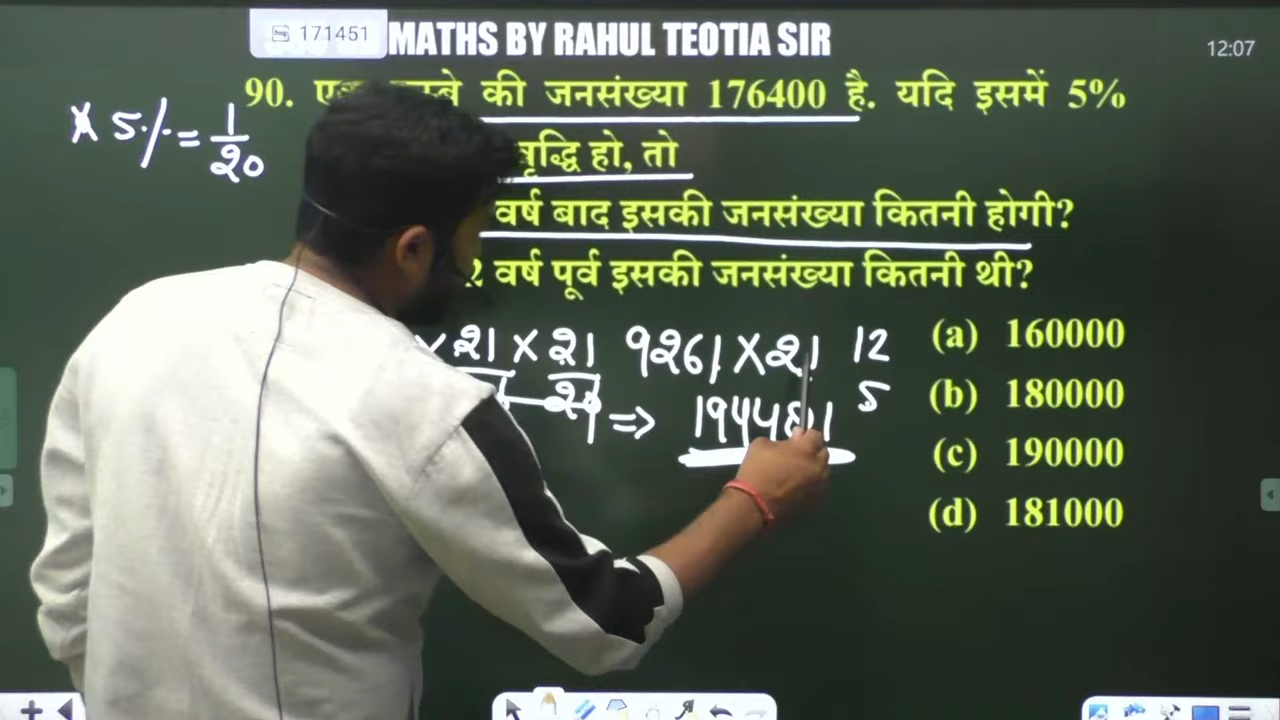 171451
MATHS BY RAHUL TEOTIA SIR
12:07
90. की जनसंख्या 176400 है. यदि इसमें 5%
वृद्धि हो, तो
वर्ष बाद इसकी जनसंख्या कितनी होगी?
2 वर्ष पूर्व इसकी जनसंख्या कितनी थी?
X 5% = 1/20
× 21 × 21
9261 × 21
12
5
=> 194481
(a) 160000
(b) 180000
(c) 190000
(d) 181000